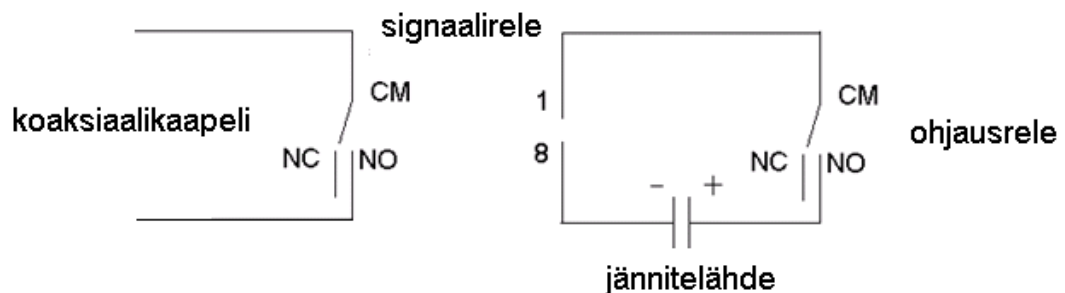 signaalirele
CM
koaksiaalikaapeli
NC NO
1
8
CM
ohjausrele
NC NO
- +
jännitelähde